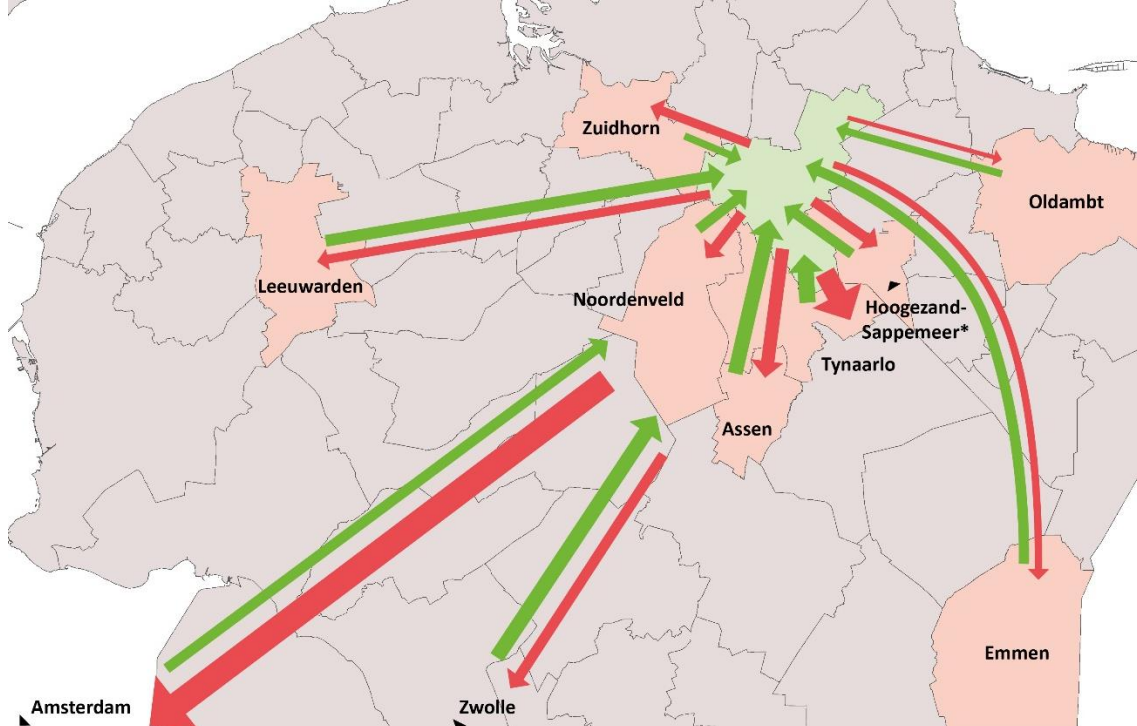 Zuidhorn
Oldambt
Leeuwarden
Noordenveld
Hoogezand-
Sappemeer*
Tynaarlo
Assen
Emmen
Amsterdam
Zwolle